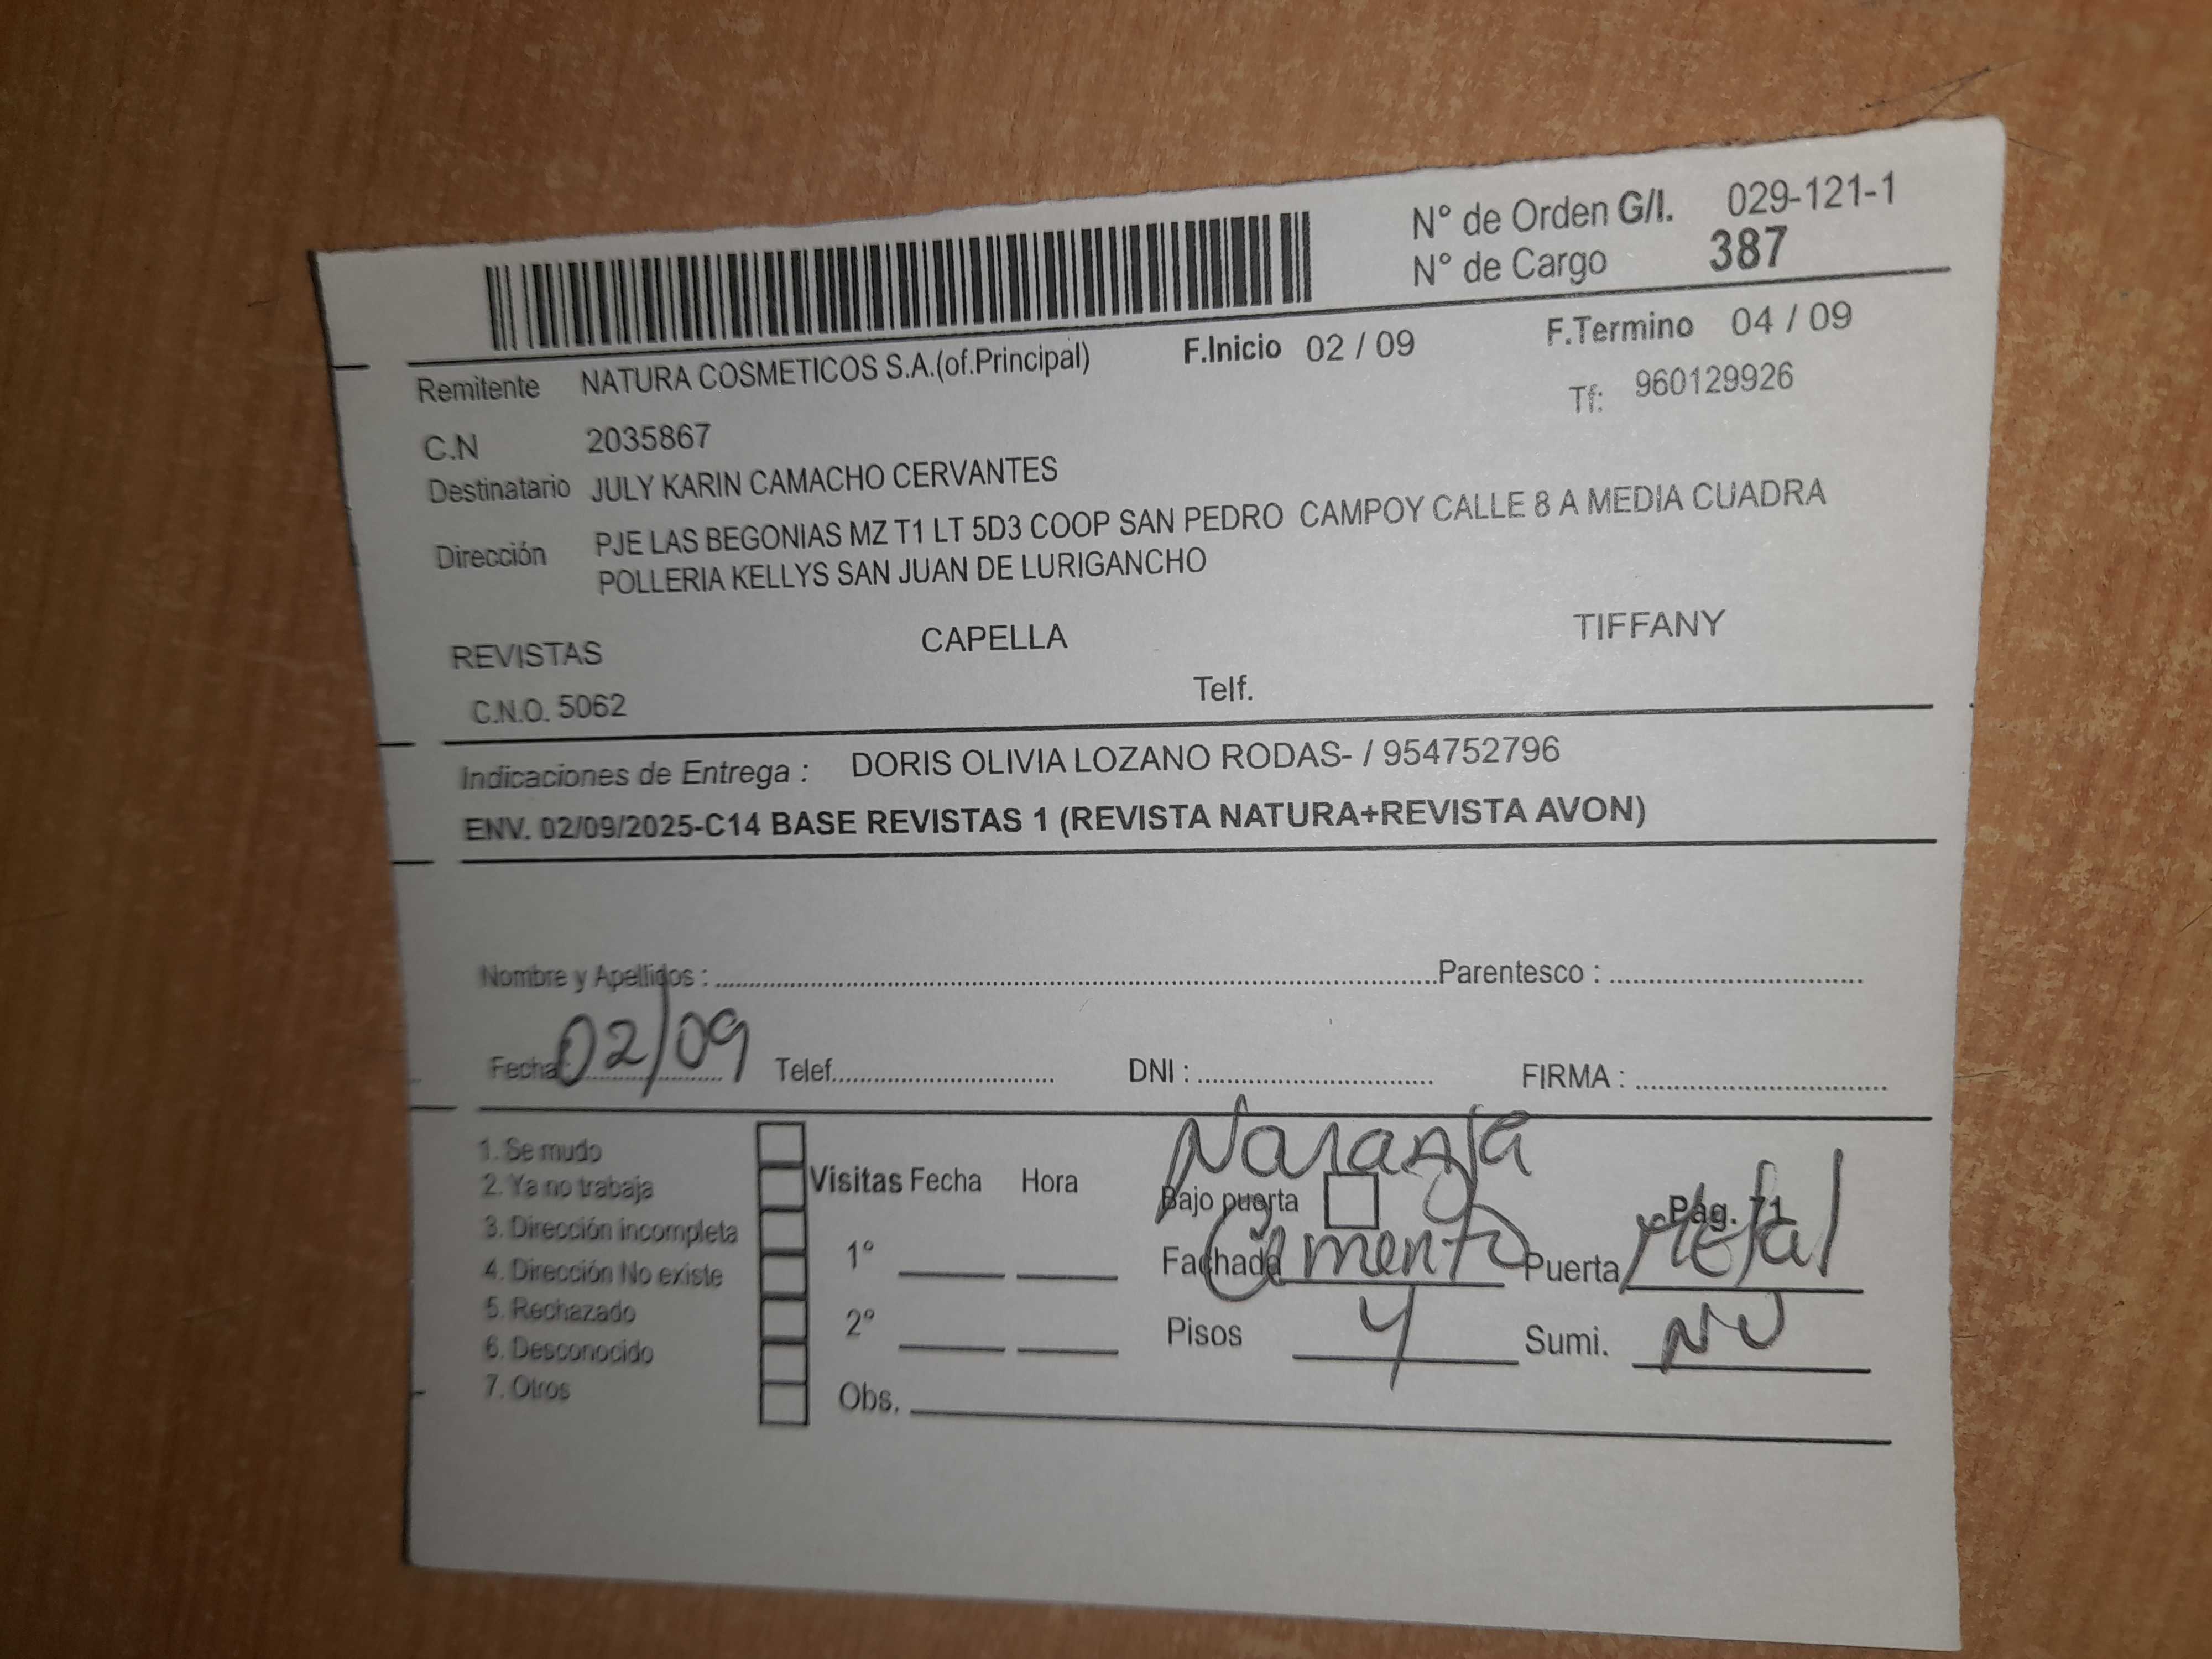 N° de Orden G/I. 029-121-1
N° de Cargo 387
Remitente NATURA COSMETICOS S.A.(of.Principal) F.Inicio 02 / 09 F.Termino 04 / 09
Tf: 960129926
C.N 2035867
Destinatario JULY KARIN CAMACHO CERVANTES
Dirección PJE LAS BEGONIAS MZ T1 LT 5D3 COOP SAN PEDRO CAMPOY CALLE 8 A MEDIA CUADRA
POLLERIA KELLYS SAN JUAN DE LURIGANCHO
REVISTAS CAPELLA TIFFANY
C.N.O. 5062 Telf.
Indicaciones de Entrega : DORIS OLIVIA LOZANO RODAS- / 954752796
ENV. 02/09/2025-C14 BASE REVISTAS 1 (REVISTA NATURA+REVISTA AVON)
Nombre y Apellidos : Parentesco :
Fecha: 02/09 Telef. DNI : FIRMA :
1. Se mudo
2. Ya no trabaja
3. Dirección incompleta
4. Dirección No existe
5. Rechazado
6. Desconocido
7. Otros
Visitas Fecha Hora
1°
2°
Obs.
Naranja
Bajo puerta Pág. 71
Fachada Cemento Puerta Metal
Pisos 4 Sumi. NV